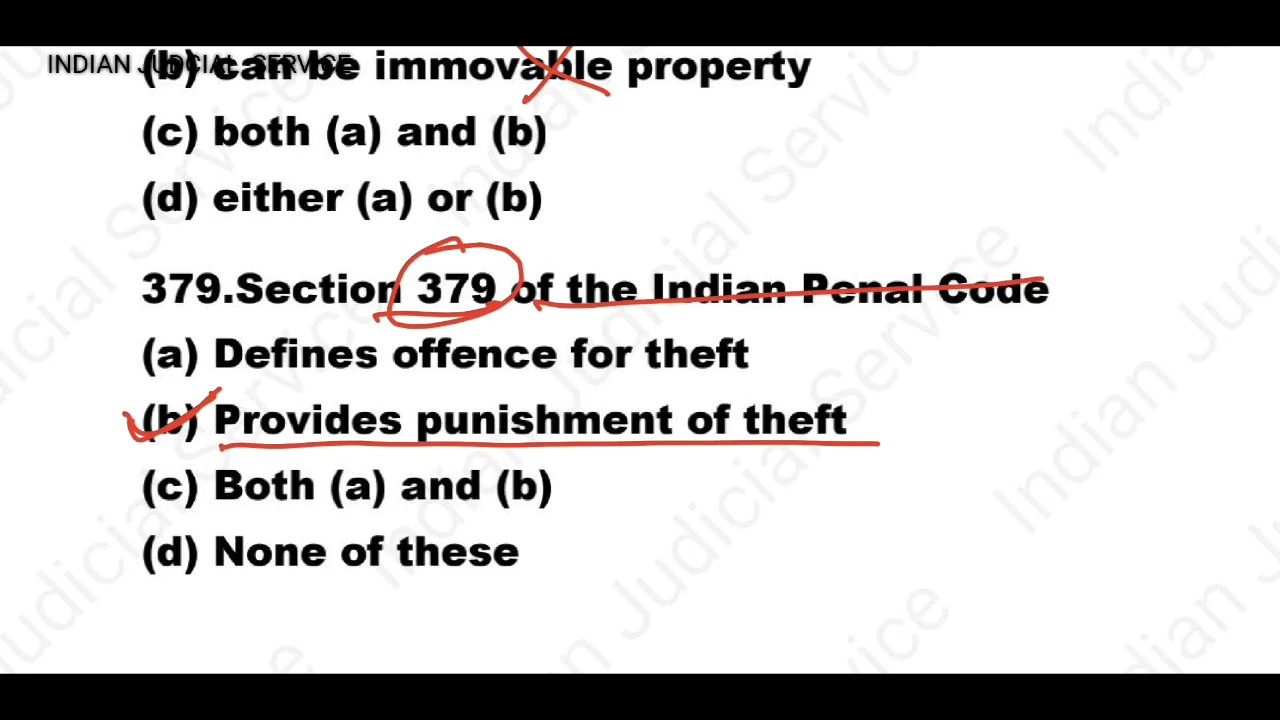 INDIAN JUDCIAL SERVICE
(b) can be immovable property
(c) both (a) and (b)
(d) either (a) or (b)
379.Section 379 of the Indian Penal Code
(a) Defines offence for theft
(b) Provides punishment of theft
(c) Both (a) and (b)
(d) None of these